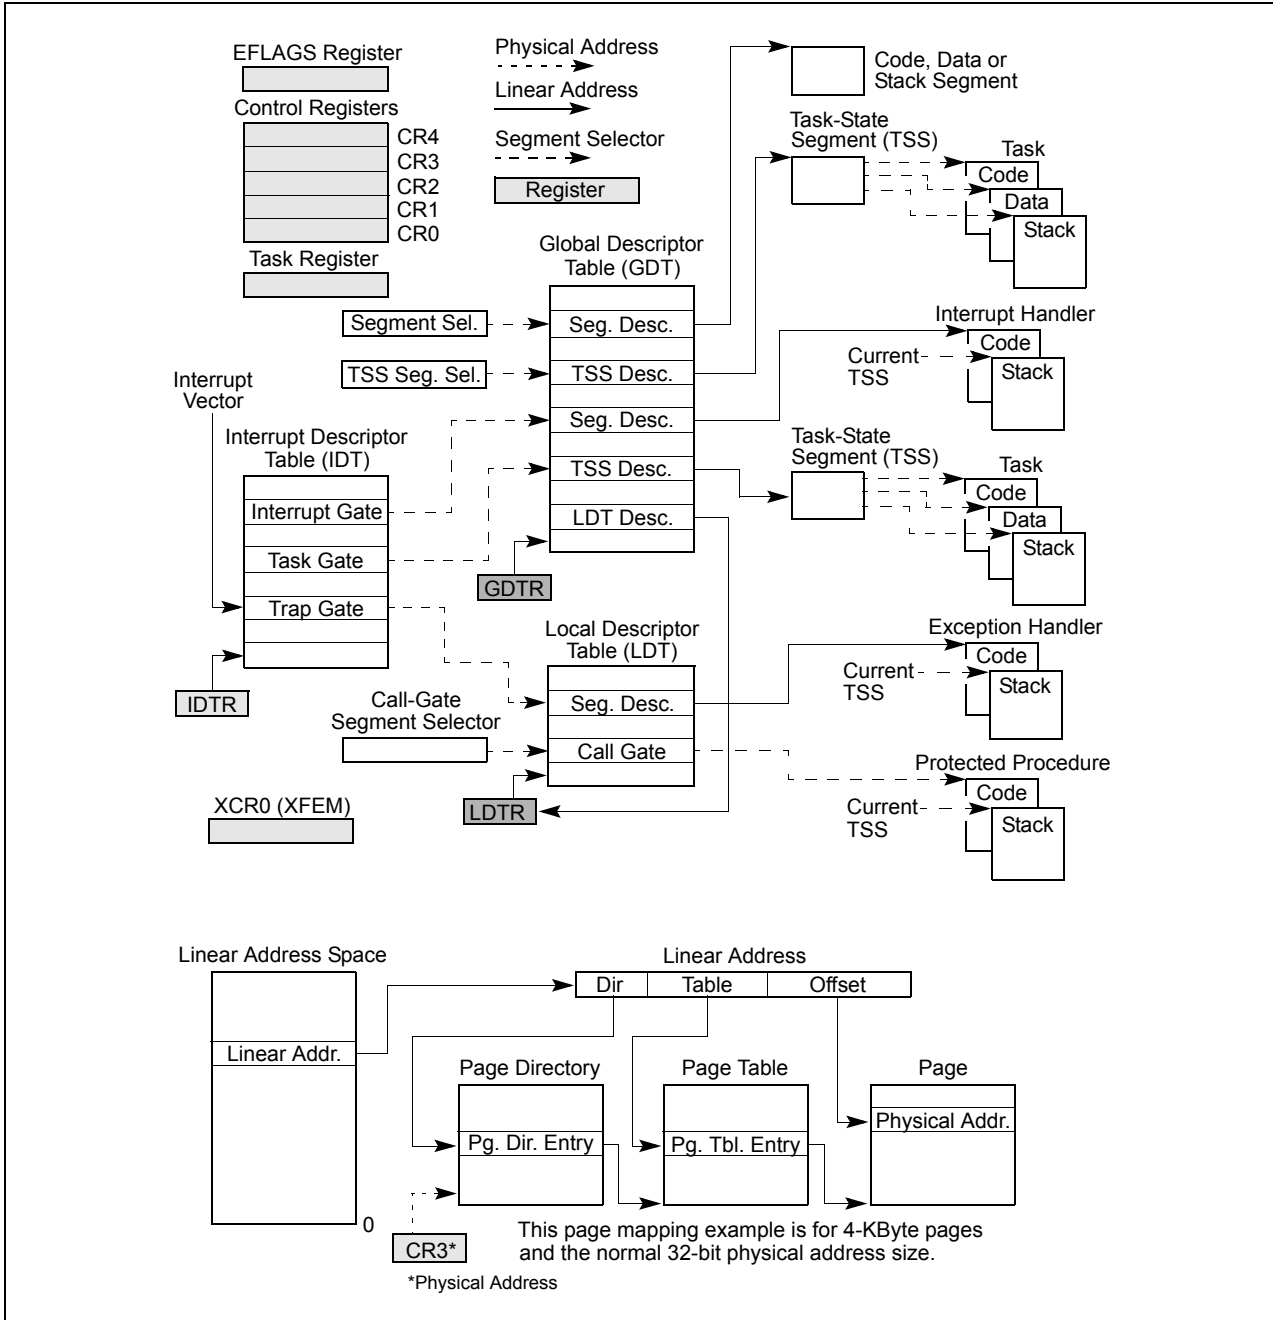 EFLAGS Register
Control Registers
CR4
CR3
CR2
CR1
CR0
Task Register
Physical Address
Linear Address
Segment Selector
Register
Code, Data or
Stack Segment
Task-State
Segment (TSS)
Task
Code
Data
Stack
Global Descriptor
Table (GDT)
Segment Sel.
Seg. Desc.
TSS Seg. Sel.
TSS Desc.
Seg. Desc.
TSS Desc.
LDT Desc.
GDTR
Interrupt Handler
Code
Current
TSS
Stack
Interrupt
Vector
Interrupt Descriptor
Table (IDT)
Interrupt Gate
Task Gate
Trap Gate
IDTR
Task-State
Segment (TSS)
Task
Code
Data
Stack
Local Descriptor
Table (LDT)
Seg. Desc.
Call-Gate
Segment Selector
Call Gate
LDTR
Exception Handler
Code
Current
TSS
Stack
Protected Procedure
Code
Current
TSS
Stack
XCR0 (XFEM)
Linear Address Space
Linear Addr.
0
Linear Address
Dir
Table
Offset
Page Directory
Pg. Dir. Entry
Page Table
Pg. Tbl. Entry
Page
Physical Addr.
CR3*
*Physical Address
This page mapping example is for 4-KByte pages
and the normal 32-bit physical address size.